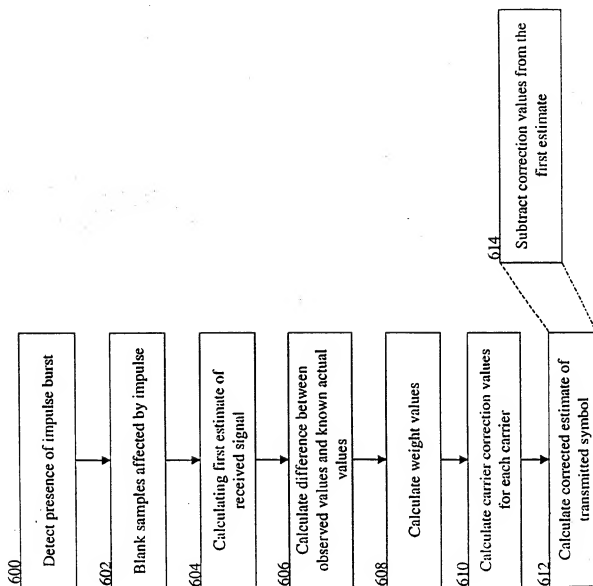 600
Detect presence of impulse burst
602
Blank samples affected by impulse
604
Calculating first estimate of
received signal
606
Calculate difference between
observed values and known actual
values
608
Calculate weight values
610
Calculate carrier correction values
for each carrier
612
Calculate corrected estimate of
transmitted symbol
614
Subtract correction values from the
first estimate